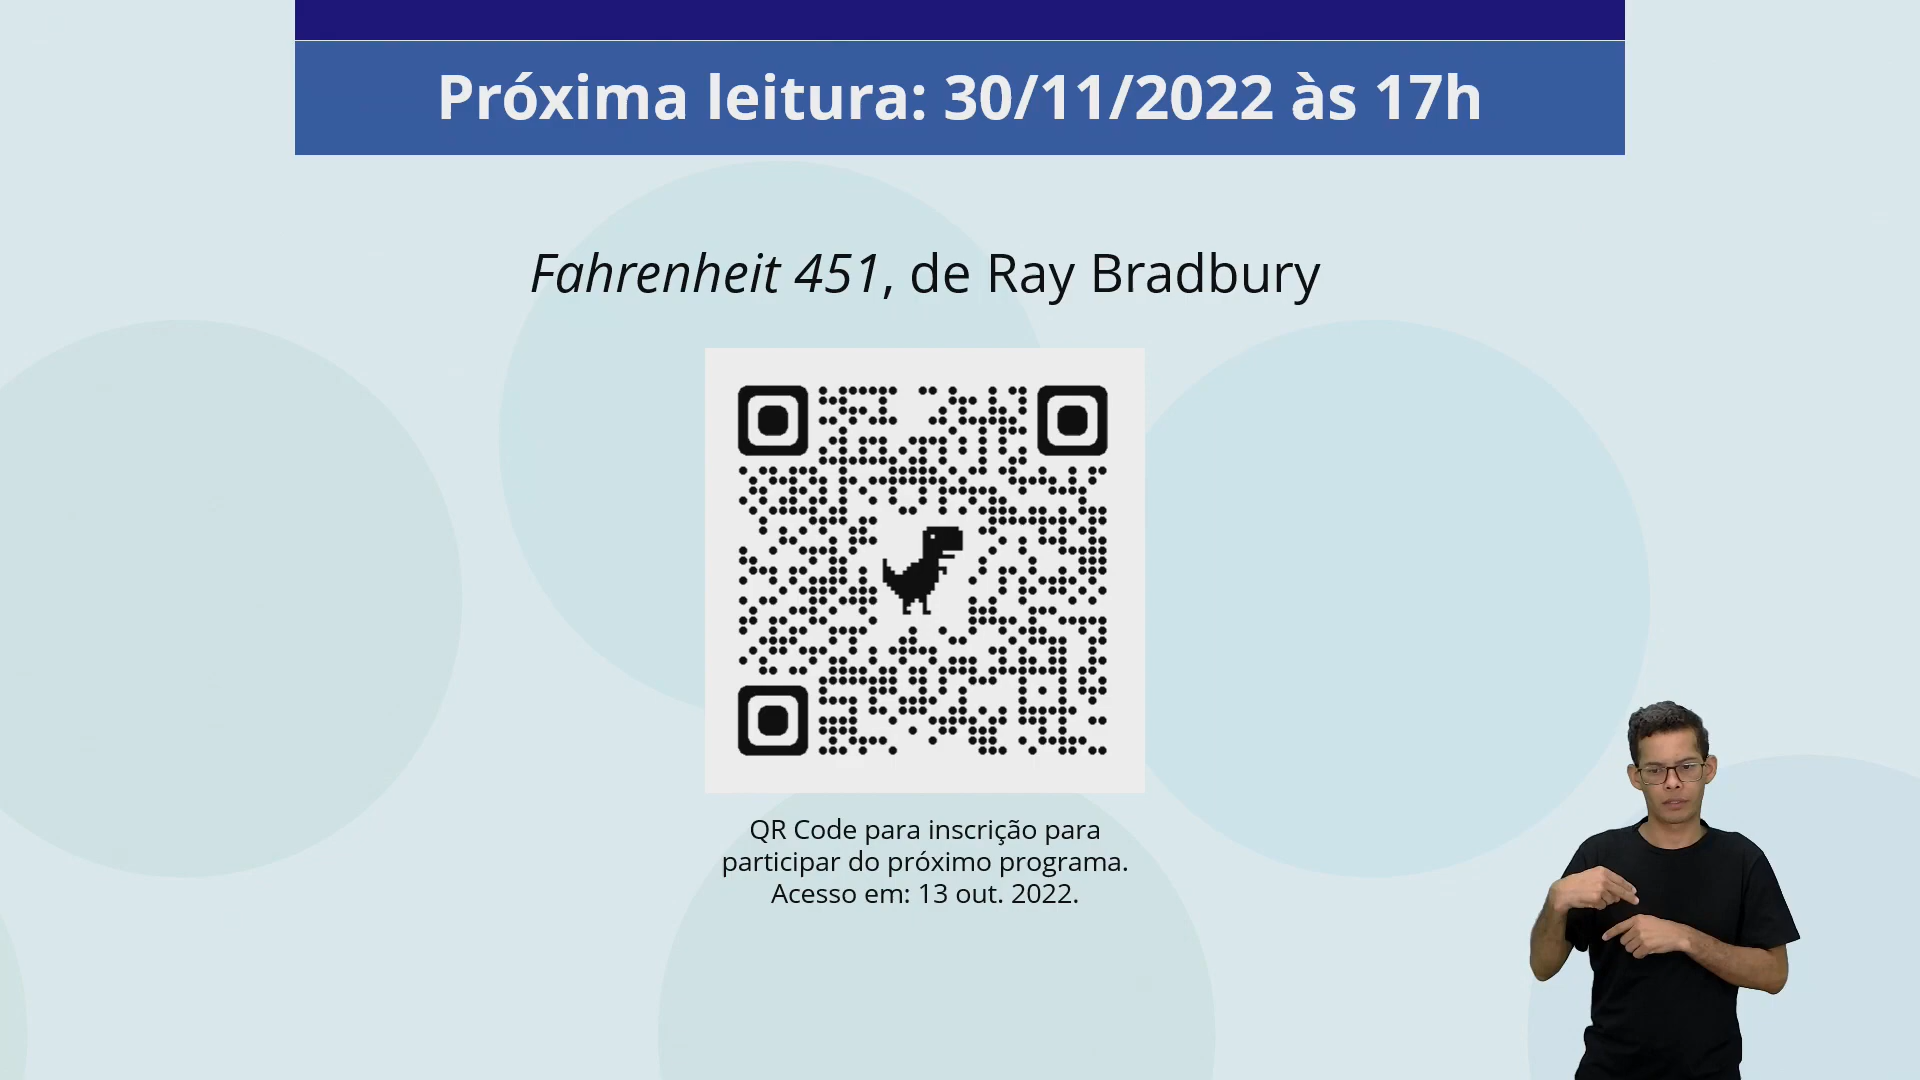 Próxima leitura: 30/11/2022 às 17h
Fahrenheit 451, de Ray Bradbury
QR Code para inscrição para
participar do próximo programa.
Acesso em: 13 out. 2022.